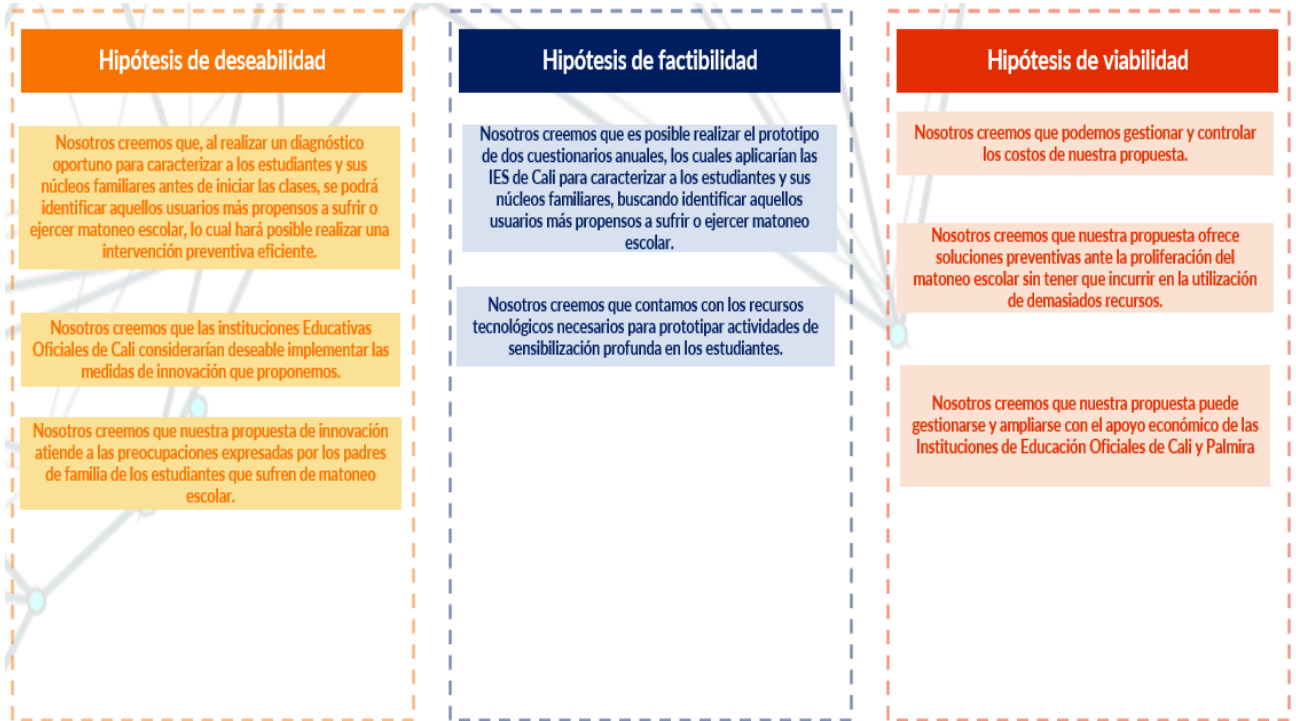 Hipótesis de deseabilidad
Nosotros creemos que, al realizar un diagnóstico
oportuno para caracterizar a los estudiantes y sus
núcleos familiares antes de iniciar las clases, se podrá
identificar aquellos usuarios más propensos a sufrir o
ejercer matoneo escolar, lo cual hará posible realizar una
intervención preventiva eficiente.
Nosotros creemos que las instituciones Educativas
Oficiales de Cali considerarían deseable implementar las
medidas de innovación que proponemos.
Nosotros creemos que nuestra propuesta de innovación
atiende a las preocupaciones expresadas por los padres
de familia de los estudiantes que sufren de matoneo
escolar.
Hipótesis de factibilidad
Nosotros creemos que es posible realizar el prototipo
de dos cuestionarios anuales, los cuales aplicarían las
IES de Cali para caracterizar a los estudiantes y sus
núcleos familiares, buscando identificar aquellos
usuarios más propensos a sufrir o ejercer matoneo
escolar.
Nosotros creemos que contamos con los recursos
tecnológicos necesarios para prototipar actividades de
sensibilización profunda en los estudiantes.
Hipótesis de viabilidad
Nosotros creemos que podemos gestionar y controlar
los costos de nuestra propuesta.
Nosotros creemos que nuestra propuesta ofrece
soluciones preventivas ante la proliferación del
matoneo escolar sin tener que incurrir en la utilización
de demasiados recursos.
Nosotros creemos que nuestra propuesta puede
gestionarse y ampliarse con el apoyo económico de las
Instituciones de Educación Oficiales de Cali y Palmira